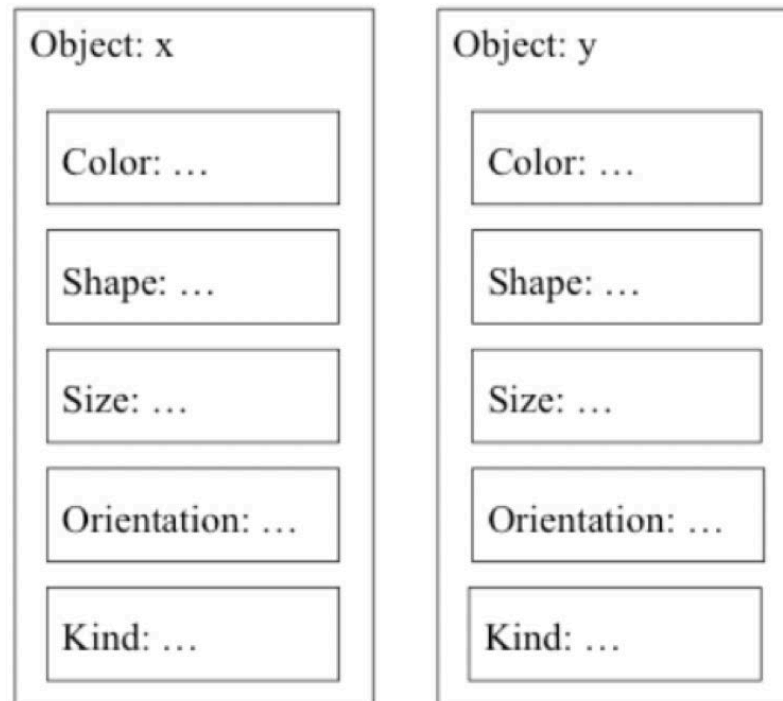 Object: x
Color: …
Shape: …
Size: …
Orientation: …
Kind: …
Object: y
Color: …
Shape: …
Size: …
Orientation: …
Kind: …